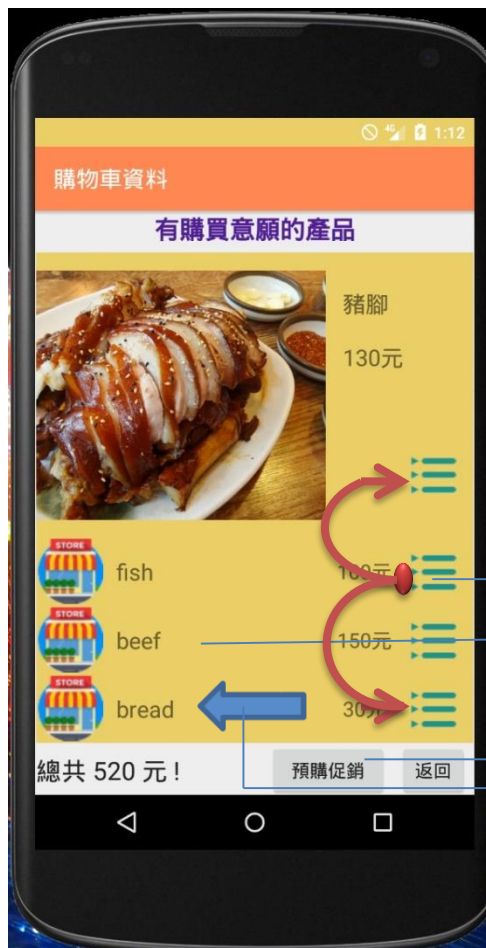 4G 1:12
購物車資料
有購買意願的產品
豬腳
130元
STORE
fish
STORE
beef 150元
STORE
bread
總共 520 元 !
預購促銷 返回